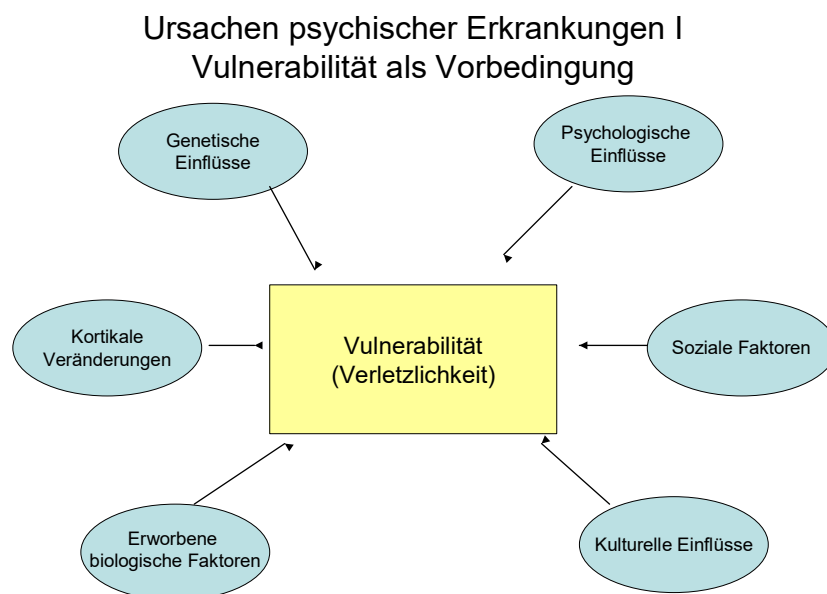 Ursachen psychischer Erkrankungen I
Vulnerabilität als Vorbedingung
Genetische
Einflüsse
Psychologische
Einflüsse
Kortikale
Veränderungen
Vulnerabilität
(Verletzlichkeit)
Soziale Faktoren
Erworbene
biologische Faktoren
Kulturelle Einflüsse